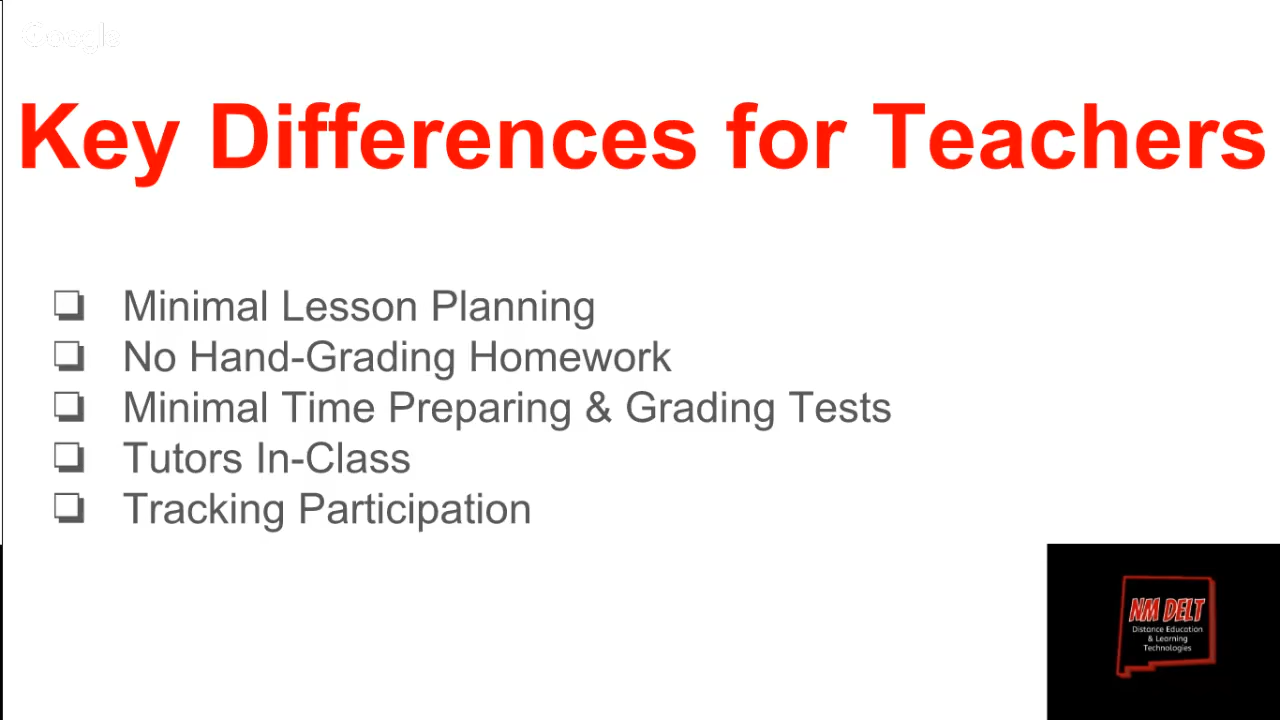 Google
Key Differences for Teachers
❏ Minimal Lesson Planning
❏ No Hand-Grading Homework
❏ Minimal Time Preparing & Grading Tests
❏ Tutors In-Class
❏ Tracking Participation
NM DELT
Distance Education
& Learning
Technologies